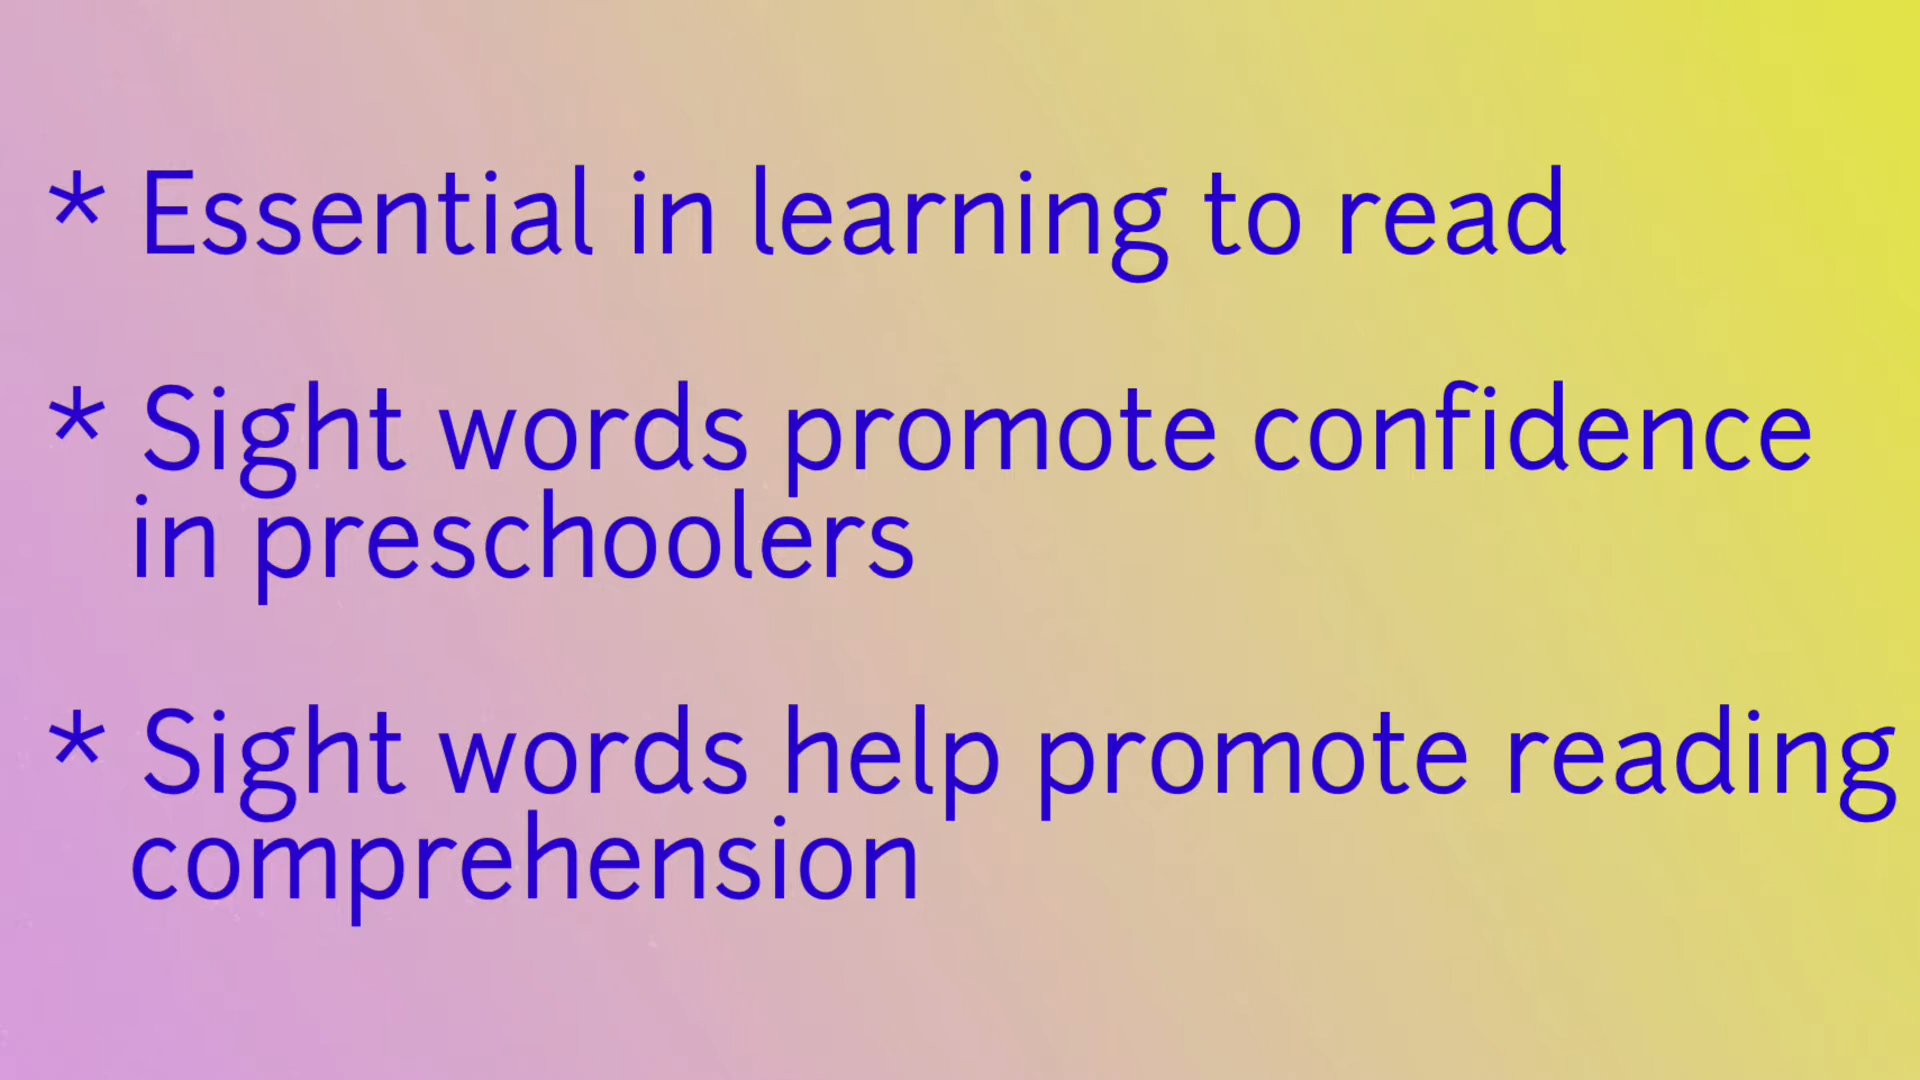 * Essential in learning to read
* Sight words promote confidence
in preschoolers
* Sight words help promote reading
comprehension